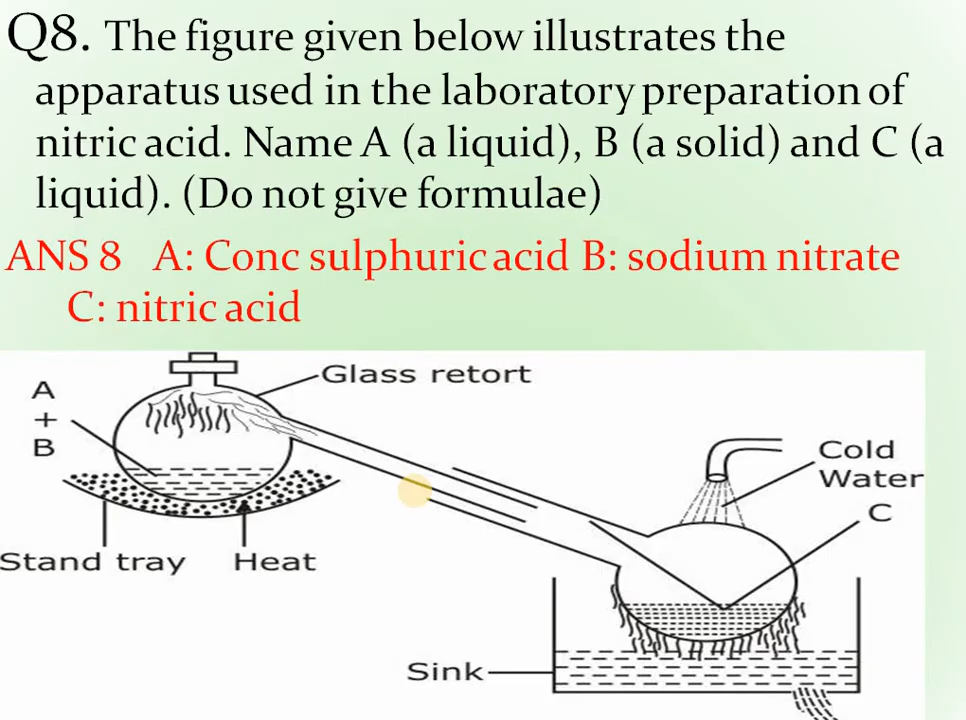 Q8. The figure given below illustrates the
apparatus used in the laboratory preparation of
nitric acid. Name A (a liquid), B (a solid) and C (a
liquid). (Do not give formulae)
ANS 8 A: Conc sulphuric acid B: sodium nitrate
C: nitric acid
Glass retort
A
+
B
Cold
Water
C
Stand tray
Heat
Sink